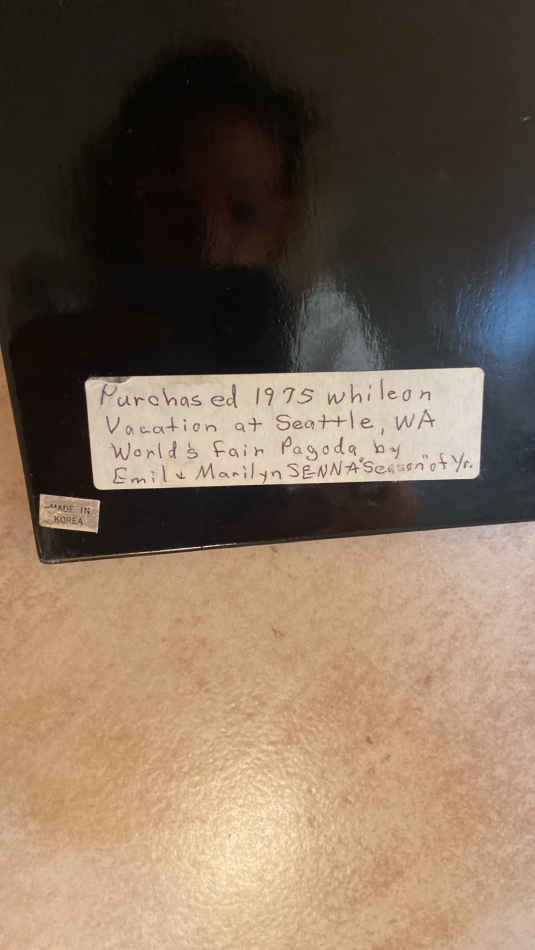 Purchased 1975 while on
Vacation at Seattle, WA
World's Fair Pagoda by
Emil & Marilyn SENNA "Season" of Yr.
MADE IN
KOREA